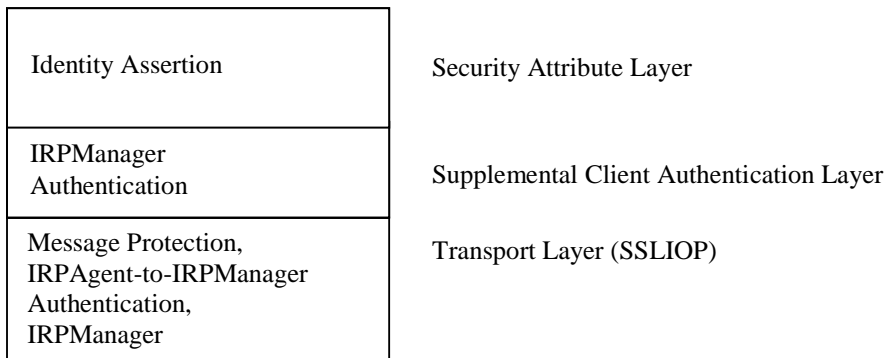 Identity Assertion
Security Attribute Layer
IRPManager
Authentication
Supplemental Client Authentication Layer
Message Protection,
IRPAgent-to-IRPManager
Authentication,
IRPManager
Transport Layer (SSLIOP)